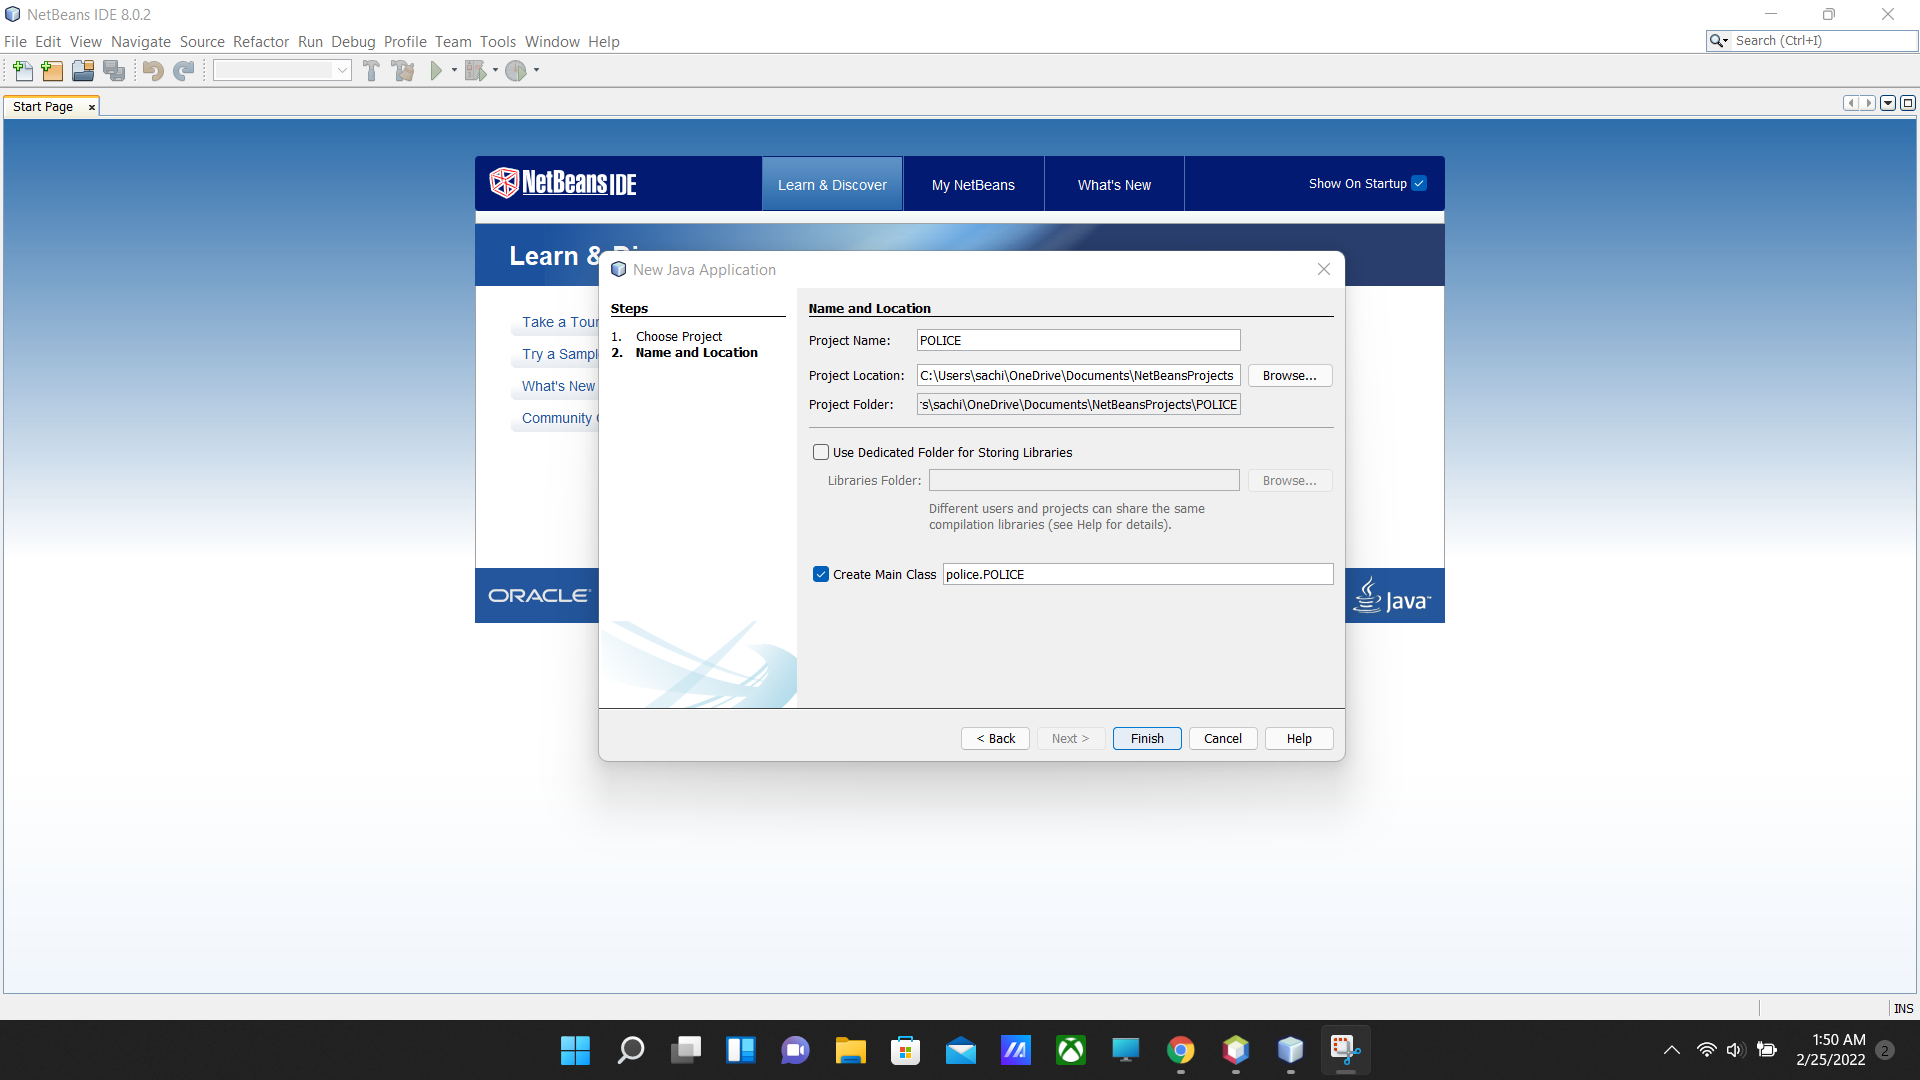 NetBeans IDE 8.0.2
File Edit View Navigate Source Refactor Run Debug Profile Team Tools Window Help
Search (Ctrl+I)
Start Page
NetBeans IDE
Learn & Discover
My NetBeans
What's New
Show On Startup
Learn &
New Java Application
Steps
1. Choose Project
2. Name and Location
Name and Location
Project Name: POLICE
Project Location: C:\Users\sachi\OneDrive\Documents\NetBeansProjects Browse...
Project Folder: s\sachi\OneDrive\Documents\NetBeansProjects\POLICE
Use Dedicated Folder for Storing Libraries
Libraries Folder: Browse...
Different users and projects can share the same
compilation libraries (see Help for details).
Create Main Class police.POLICE
< Back Next > Finish Cancel Help
Take a Tour
Try a Sampl
What's New
Community
ORACLE
Java™
INS
1:50 AM
2/25/2022
2